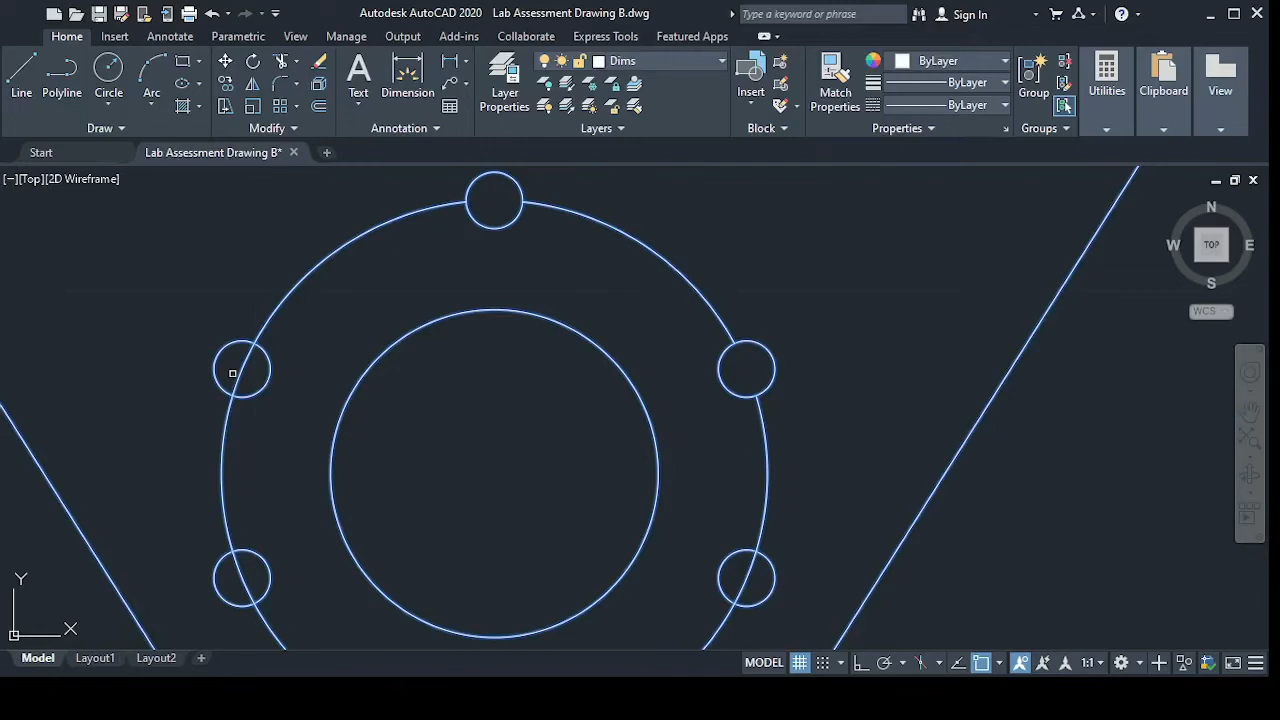 Autodesk AutoCAD 2020 Lab Assessment Drawing B.dwg Type a keyword or phrase Sign In
Home Insert Annotate Parametric View Manage Output Add-ins Collaborate Express Tools Featured Apps
Line Polyline Circle Arc Text Dimension Layer Properties Dims Insert Match Properties ByLayer ByLayer ByLayer Group Utilities Clipboard View
Draw Modify Annotation Layers Block Properties Groups
Start Lab Assessment Drawing B*
[−][Top][2D Wireframe]
N
W TOP E
S
WCS
Y
X
Model Layout1 Layout2 MODEL 1:1